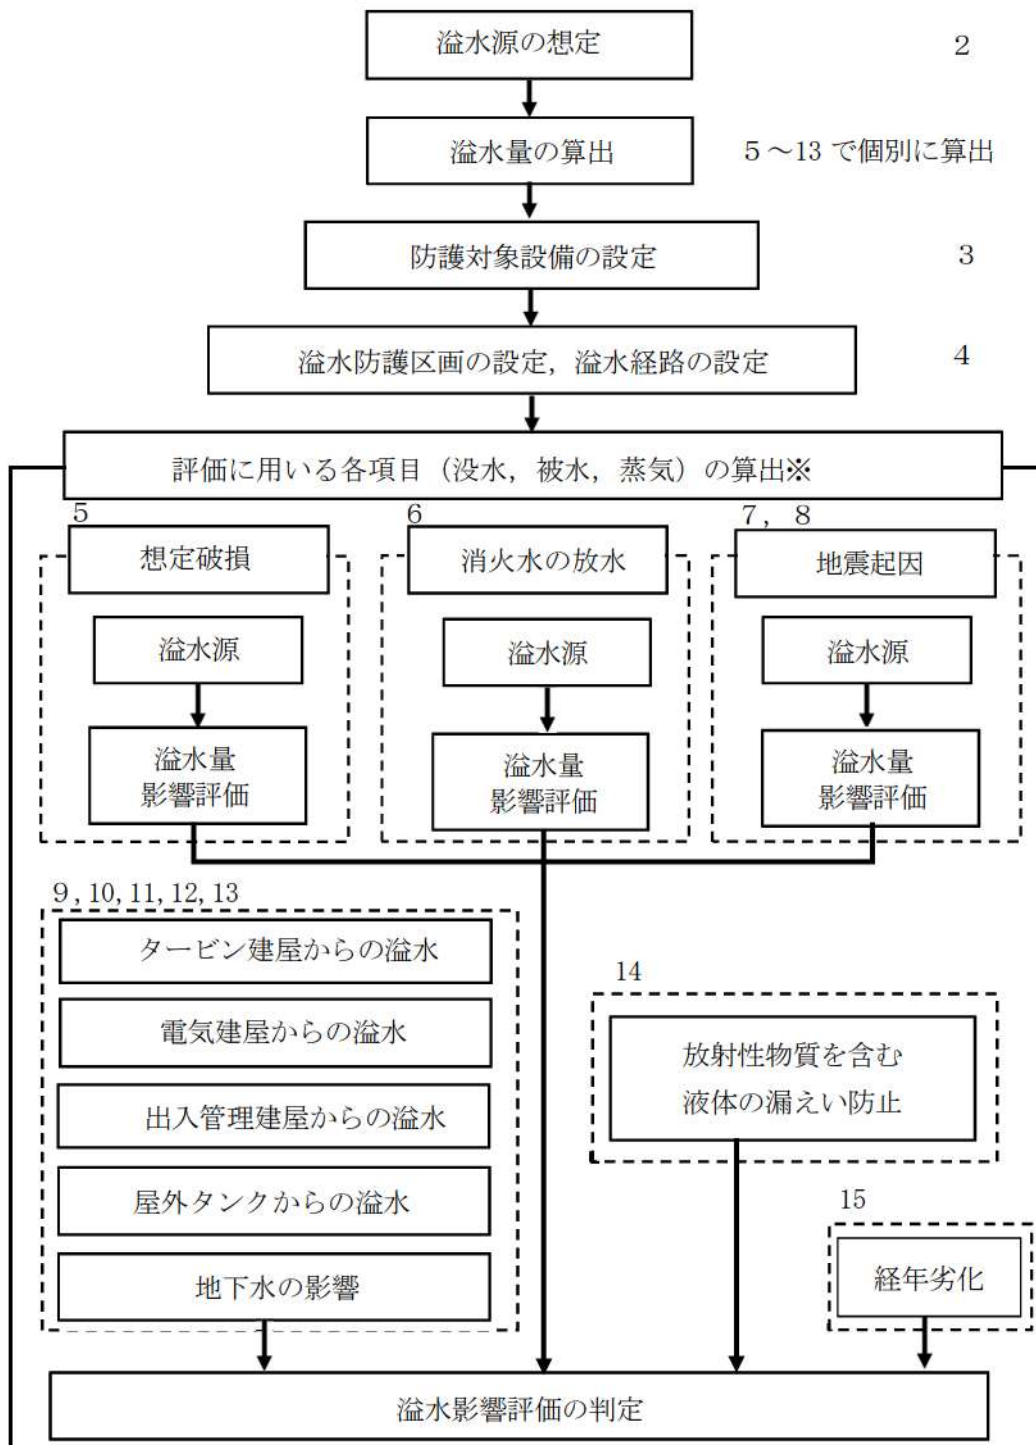 溢水源の想定
2
溢水量の算出
5～13 で個別に算出
防護対象設備の設定
3
溢水防護区画の設定，溢水経路の設定
4
評価に用いる各項目（没水，被水，蒸気）の算出※
5
想定破損
溢水源
溢水量
影響評価
6
消火水の放水
溢水源
溢水量
影響評価
7，8
地震起因
溢水源
溢水量
影響評価
9,10,11,12,13
タービン建屋からの溢水
電気建屋からの溢水
出入管理建屋からの溢水
屋外タンクからの溢水
地下水の影響
14
放射性物質を含む
液体の漏えい防止
15
経年劣化
溢水影響評価の判定